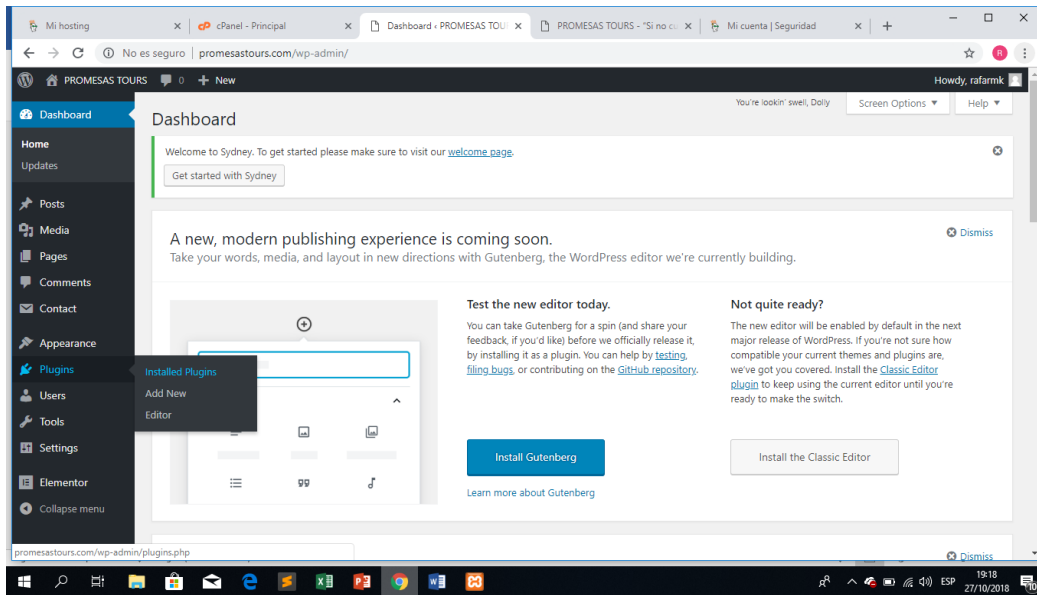 Mi hosting
cPanel - Principal
Dashboard ‹ PROMESAS TOU
PROMESAS TOURS – "Si no cu
Mi cuenta | Seguridad
No es seguro | promesastours.com/wp-admin/
R
PROMESAS TOURS 0 + New
Howdy, rafarmk
Dashboard
Home
Updates
Posts
Media
Pages
Comments
Contact
Appearance
Plugins
Installed Plugins
Add New
Editor
Users
Tools
Settings
Elementor
Collapse menu
You're lookin' swell, Dolly
Screen Options ▼
Help ▼
Dashboard
Welcome to Sydney. To get started please make sure to visit our welcome page.
Get started with Sydney
A new, modern publishing experience is coming soon.
Dismiss
Take your words, media, and layout in new directions with Gutenberg, the WordPress editor we're currently building.
Test the new editor today.
You can take Gutenberg for a spin (and share your
feedback, if you'd like) before we officially release it,
by installing it as a plugin. You can help by testing,
filing bugs, or contributing on the GitHub repository.
Install Gutenberg
Learn more about Gutenberg
Not quite ready?
The new editor will be enabled by default in the next
major release of WordPress. If you're not sure how
compatible your current themes and plugins are,
we've got you covered. Install the Classic Editor
plugin to keep using the current editor until you're
ready to make the switch.
Install the Classic Editor
Dismiss
promesastours.com/wp-admin/plugins.php
ESP
19:18
27/10/2018